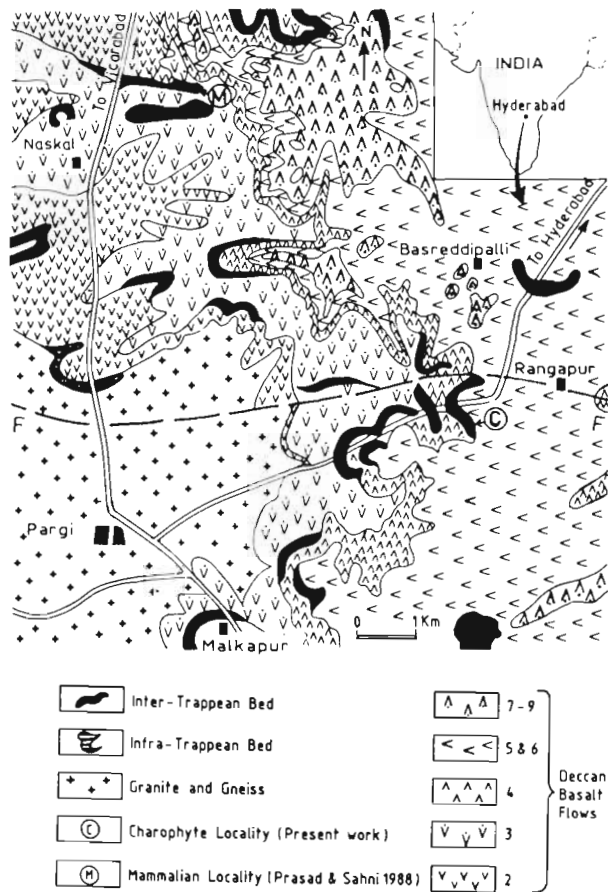 To Vicarabad
N
INDIA
Hyderabad
M
Naskal
Basreddipalli
To Hyderabad
Rangapur
F
F
C
Pargi
0 1Km
Malkapur
Inter-Trappean Bed
Infra-Trappean Bed
Granite and Gneiss
C Charophyte Locality (Present work)
M Mammalian Locality (Prasad & Sahni 1988)
7-9
5 & 6
4
3
2
Deccan
Basalt
Flows